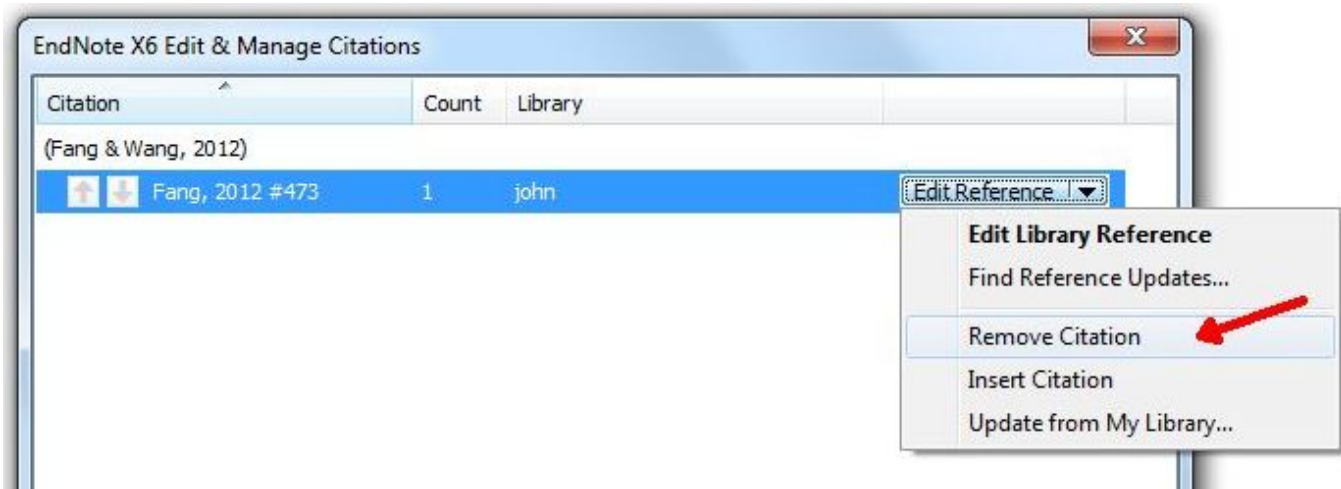 EndNote X6 Edit & Manage Citations
Citation Count Library
(Fang & Wang, 2012)
Fang, 2012 #473 1 john Edit Reference
Edit Library Reference
Find Reference Updates...
Remove Citation
Insert Citation
Update from My Library...